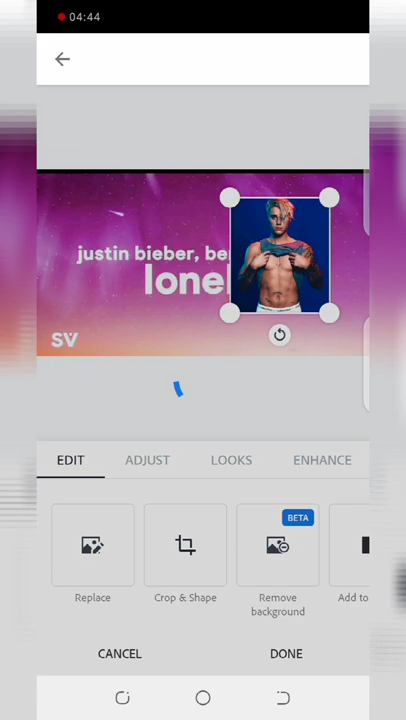 04:44
justin bieber, be
lonel
SV
EDIT ADJUST LOOKS ENHANCE
BETA
Replace Crop & Shape Remove background Add to
CANCEL DONE